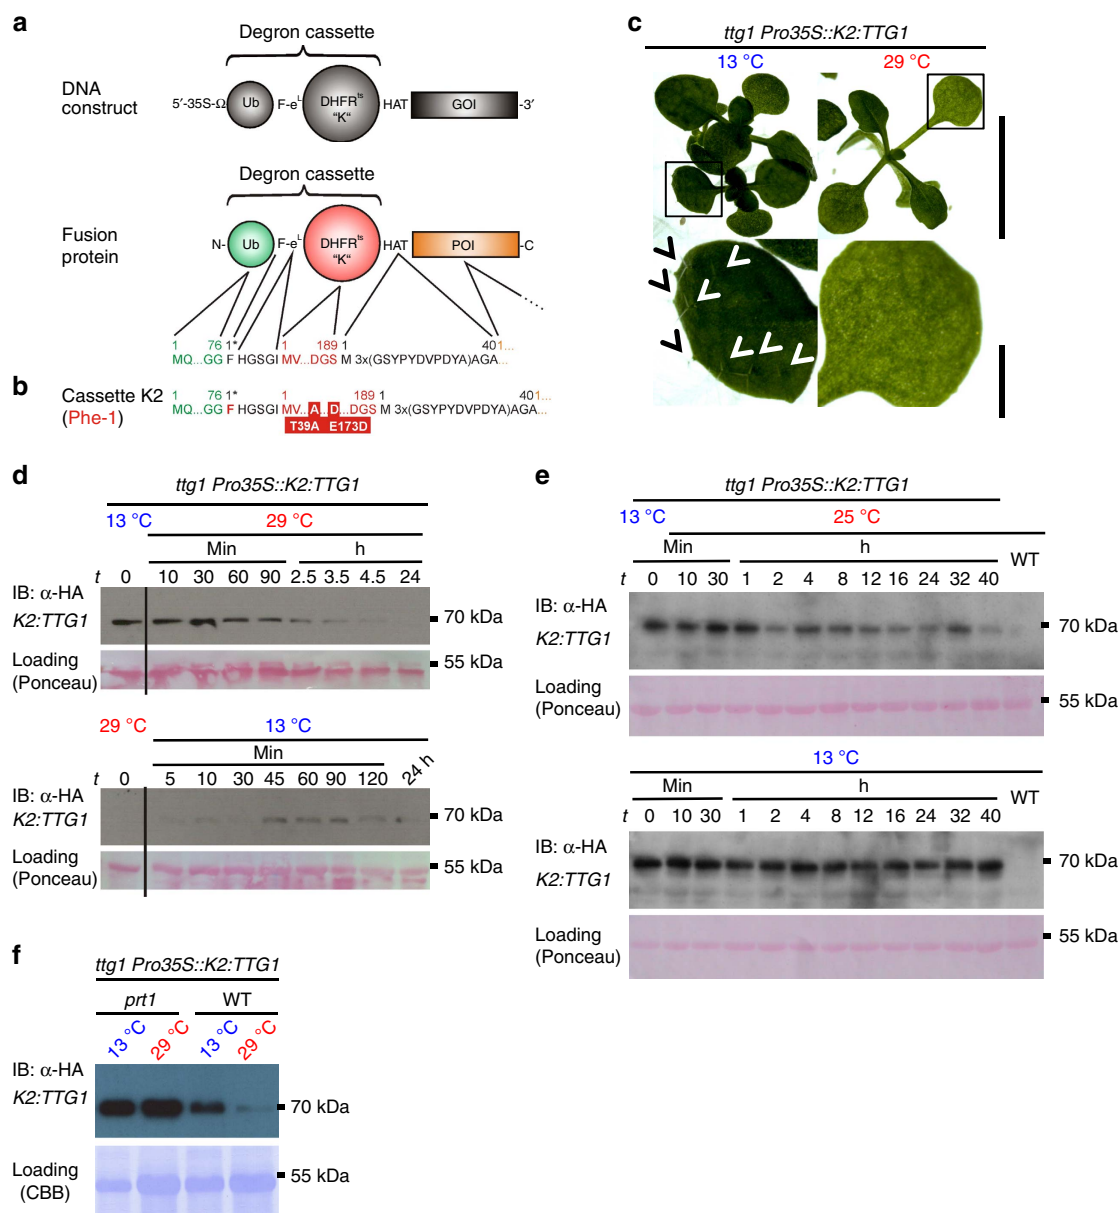 a
Degron cassette
DNA construct
5′-35S-Ω Ub F-eᴸ DHFRᵗˢ "K" HAT GOI -3′
Degron cassette
Fusion protein
N- Ub F-eᴸ DHFRᵗˢ "K" HAT POI -C
1 76 1* 1 189 1 40 1...
MQ...GG F HGSGI MV...DGS M 3x(GSYPYDVPDYA)AGA...
b
Cassette K2 (Phe-1)
1 76 1* 1 189 1 40 1...
MQ...GG F HGSGI MV...A...D...DGS M 3x(GSYPYDVPDYA)AGA...
T39A E173D
c
ttg1 Pro35S::K2:TTG1
13 °C 29 °C
d
ttg1 Pro35S::K2:TTG1
13 °C 29 °C
Min h
t 0 10 30 60 90 2.5 3.5 4.5 24
IB: α-HA
K2:TTG1
70 kDa
Loading (Ponceau)
55 kDa
29 °C 13 °C
Min
t 0 5 10 30 45 60 90 120 24 h
IB: α-HA
K2:TTG1
70 kDa
Loading (Ponceau)
55 kDa
e
ttg1 Pro35S::K2:TTG1
13 °C 25 °C
Min h WT
t 0 10 30 1 2 4 8 12 16 24 32 40
IB: α-HA
K2:TTG1
70 kDa
Loading (Ponceau)
55 kDa
13 °C
Min h WT
t 0 10 30 1 2 4 8 12 16 24 32 40
IB: α-HA
K2:TTG1
70 kDa
Loading (Ponceau)
55 kDa
f
ttg1 Pro35S::K2:TTG1
prt1 WT
13 °C 29 °C 13 °C 29 °C
IB: α-HA
K2:TTG1
70 kDa
Loading (CBB)
55 kDa